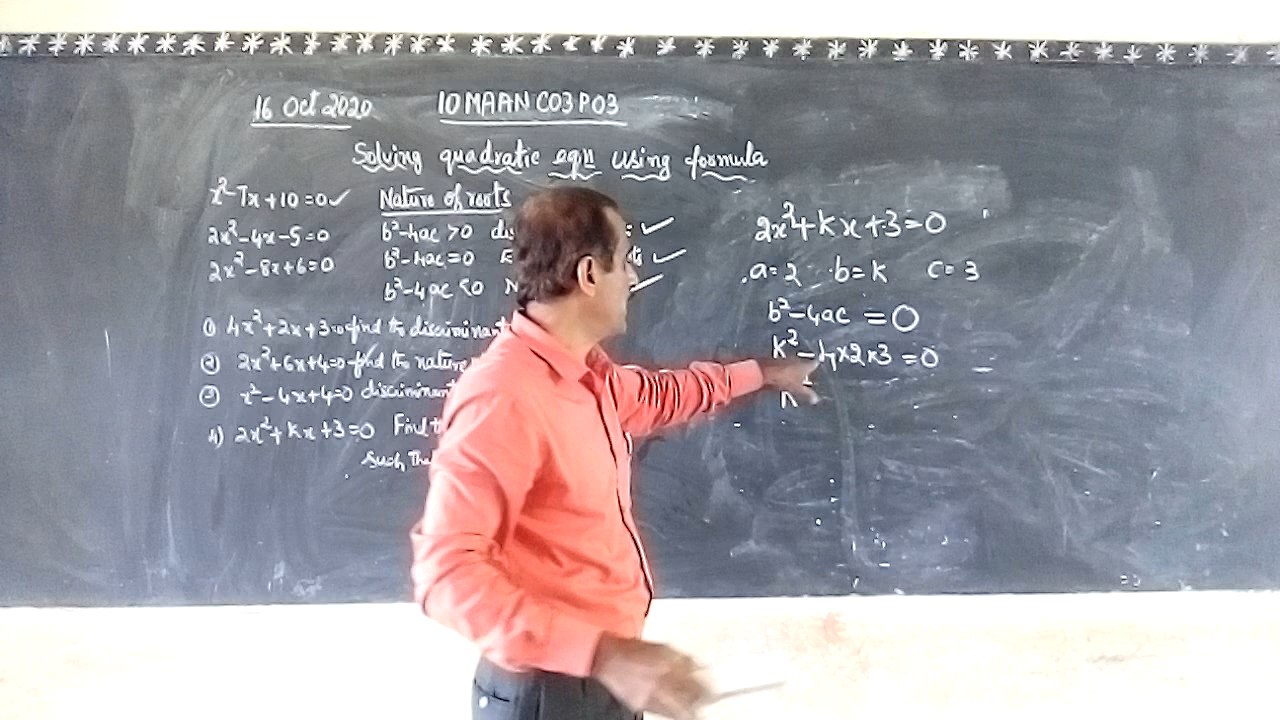 16 Oct 2020 10MAAN C03P03
Solving quadratic eqn using formula
x²-7x+10=0✓
2x²-4x-5=0
2x²-8x+6=0
Nature of roots
b²-4ac >0 ✓
b²-4ac =0 ✓
b²-4ac <0
1) 4x²+2x+3=0 find the discriminant
2) 2x²+6x+4=0 find the nature
3) x²-4x+4=0 discriminant
4) 2x²+kx+3=0 Find
Such
2x²+kx+3=0
a=2 b=k c=3
b²-4ac =0
k²-4×2×3=0
k